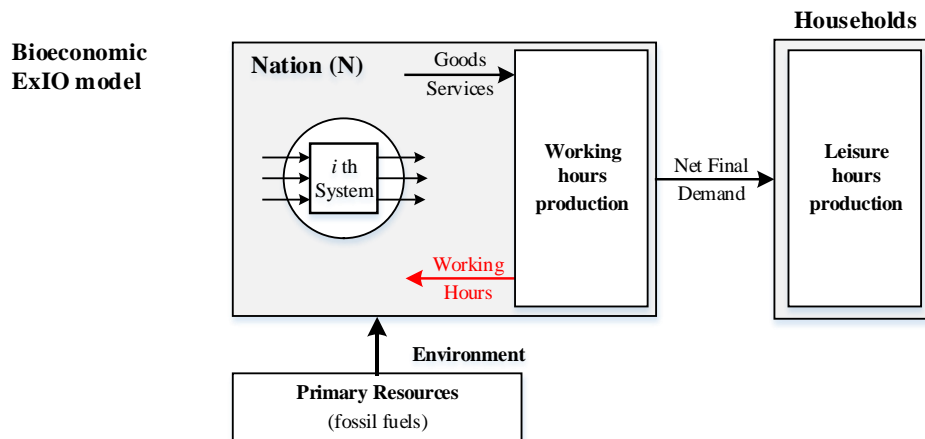 Households
Bioeconomic
ExIO model
Nation (N)
Goods
Services
i th
System
Working
hours
production
Net Final
Demand
Leisure
hours
production
Working
Hours
Environment
Primary Resources
(fossil fuels)